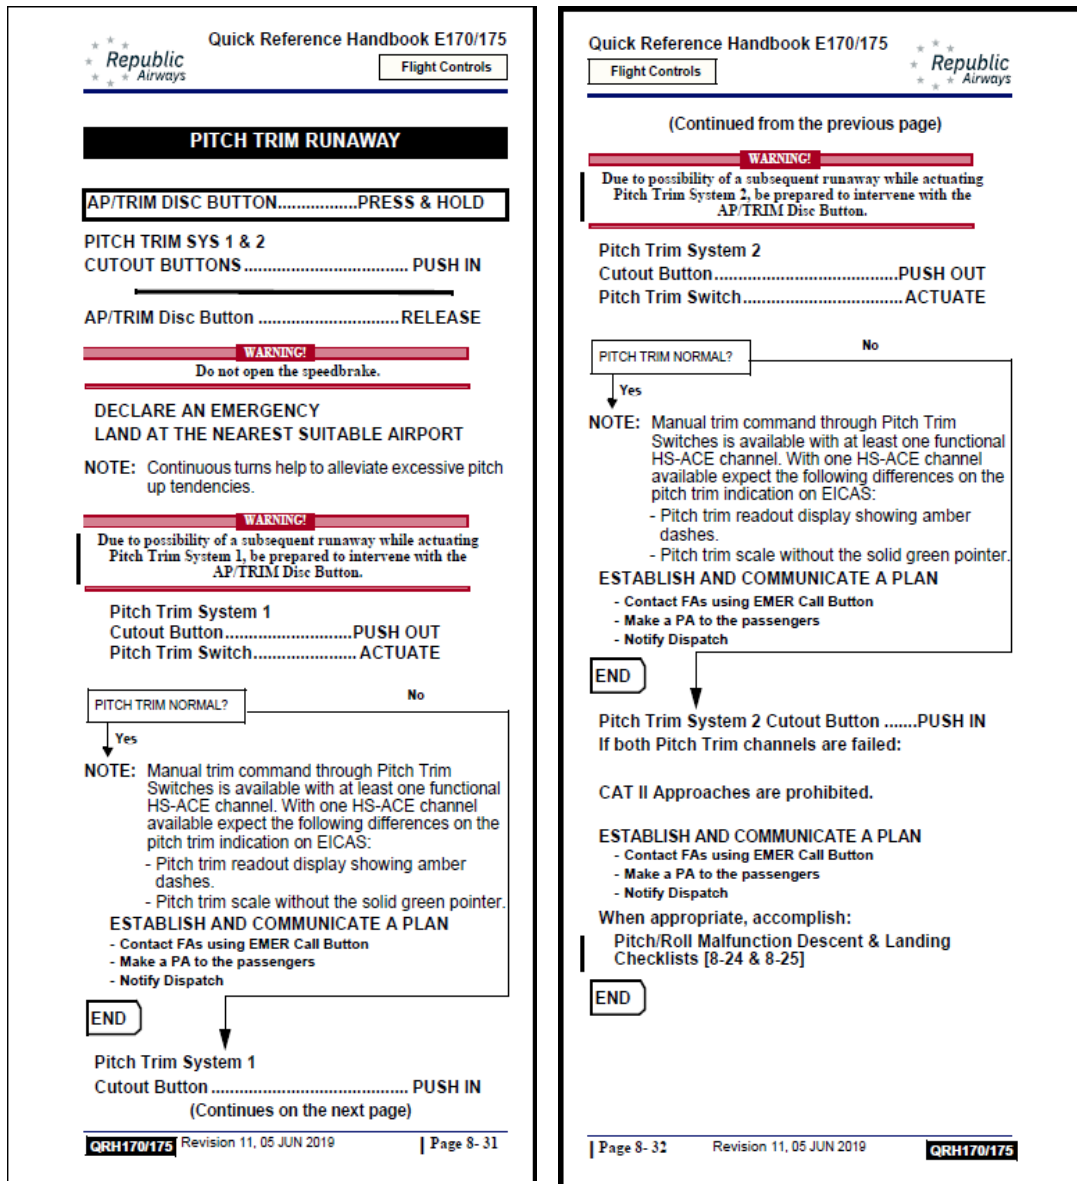 Quick Reference Handbook E170/175
Republic
Airways
Flight Controls
PITCH TRIM RUNAWAY
AP/TRIM DISC BUTTON.................PRESS & HOLD
PITCH TRIM SYS 1 & 2
CUTOUT BUTTONS ................................... PUSH IN
AP/TRIM Disc Button ..............................RELEASE
WARNING!
Do not open the speedbrake.
DECLARE AN EMERGENCY
LAND AT THE NEAREST SUITABLE AIRPORT
NOTE: Continuous turns help to alleviate excessive pitch
up tendencies.
WARNING!
Due to possibility of a subsequent runaway while actuating
Pitch Trim System 1, be prepared to intervene with the
AP/TRIM Disc Button.
Pitch Trim System 1
Cutout Button...........................PUSH OUT
Pitch Trim Switch...................... ACTUATE
PITCH TRIM NORMAL?
No
Yes
NOTE: Manual trim command through Pitch Trim
Switches is available with at least one functional
HS-ACE channel. With one HS-ACE channel
available expect the following differences on the
pitch trim indication on EICAS:
- Pitch trim readout display showing amber
dashes.
- Pitch trim scale without the solid green pointer.
ESTABLISH AND COMMUNICATE A PLAN
- Contact FAs using EMER Call Button
- Make a PA to the passengers
- Notify Dispatch
END
Pitch Trim System 1
Cutout Button .......................................... PUSH IN
(Continues on the next page)
QRH170/175 Revision 11, 05 JUN 2019 Page 8- 31
Quick Reference Handbook E170/175
Flight Controls
Republic
Airways
(Continued from the previous page)
WARNING!
Due to possibility of a subsequent runaway while actuating
Pitch Trim System 2, be prepared to intervene with the
AP/TRIM Disc Button.
Pitch Trim System 2
Cutout Button.......................................PUSH OUT
Pitch Trim Switch..................................ACTUATE
PITCH TRIM NORMAL?
No
Yes
NOTE: Manual trim command through Pitch Trim
Switches is available with at least one functional
HS-ACE channel. With one HS-ACE channel
available expect the following differences on the
pitch trim indication on EICAS:
- Pitch trim readout display showing amber
dashes.
- Pitch trim scale without the solid green pointer.
ESTABLISH AND COMMUNICATE A PLAN
- Contact FAs using EMER Call Button
- Make a PA to the passengers
- Notify Dispatch
END
Pitch Trim System 2 Cutout Button .......PUSH IN
If both Pitch Trim channels are failed:
CAT II Approaches are prohibited.
ESTABLISH AND COMMUNICATE A PLAN
- Contact FAs using EMER Call Button
- Make a PA to the passengers
- Notify Dispatch
When appropriate, accomplish:
Pitch/Roll Malfunction Descent & Landing
Checklists [8-24 & 8-25]
END
Page 8- 32 Revision 11, 05 JUN 2019 QRH170/175